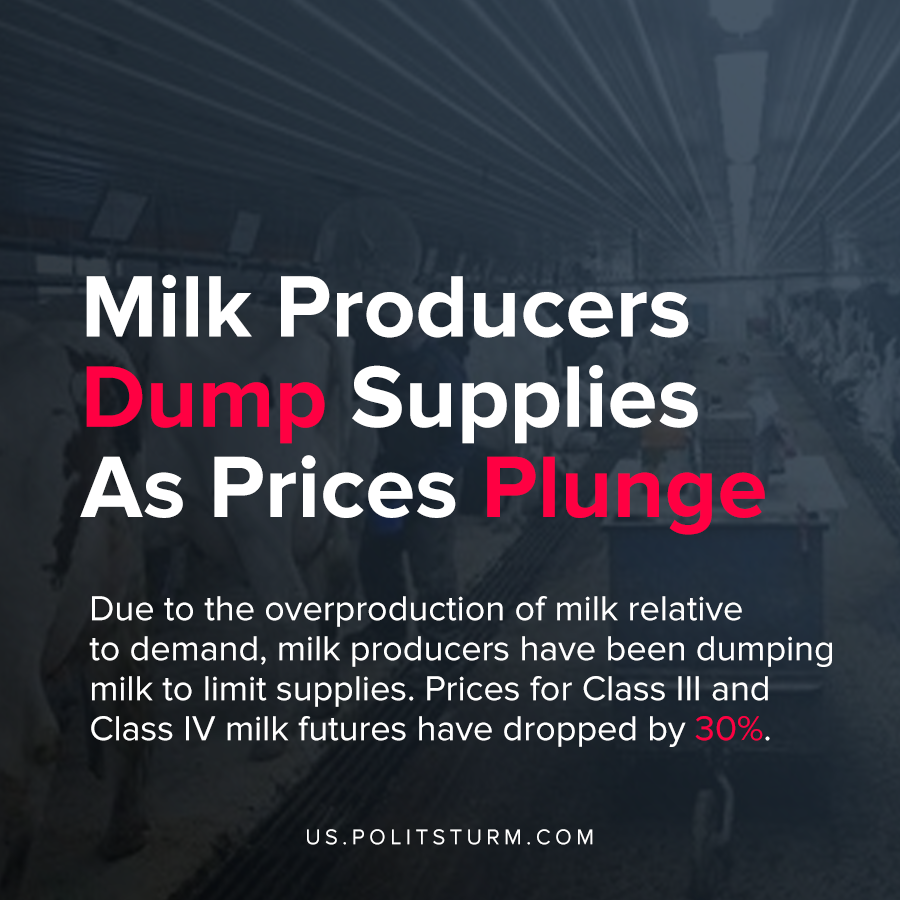 Milk Producers
Dump Supplies
As Prices Plunge
Due to the overproduction of milk relative
to demand, milk producers have been dumping
milk to limit supplies. Prices for Class III and
Class IV milk futures have dropped by 30%.
US.POLITSTURM.COM